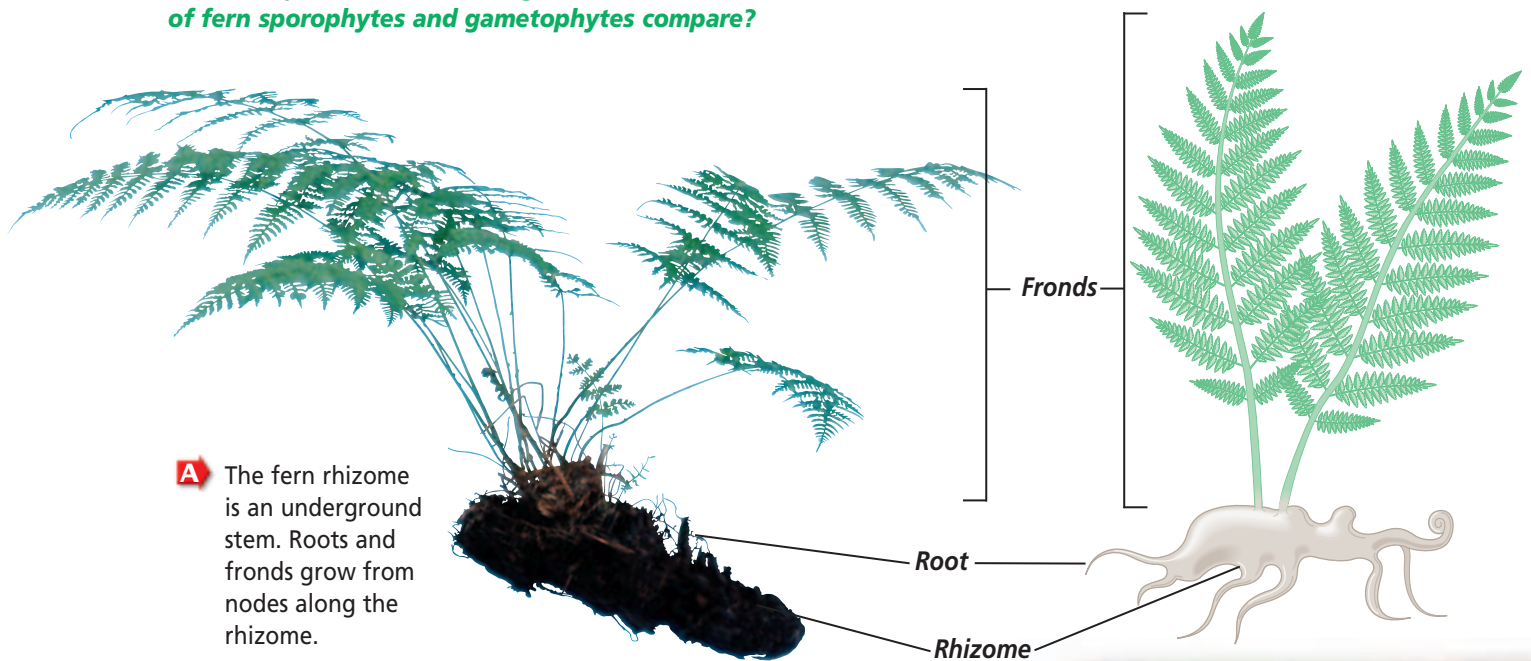 of fern sporophytes and gametophytes compare?
Fronds
A
The fern rhizome
is an underground
stem. Roots and
fronds grow from
nodes along the
rhizome.
Root
Rhizome